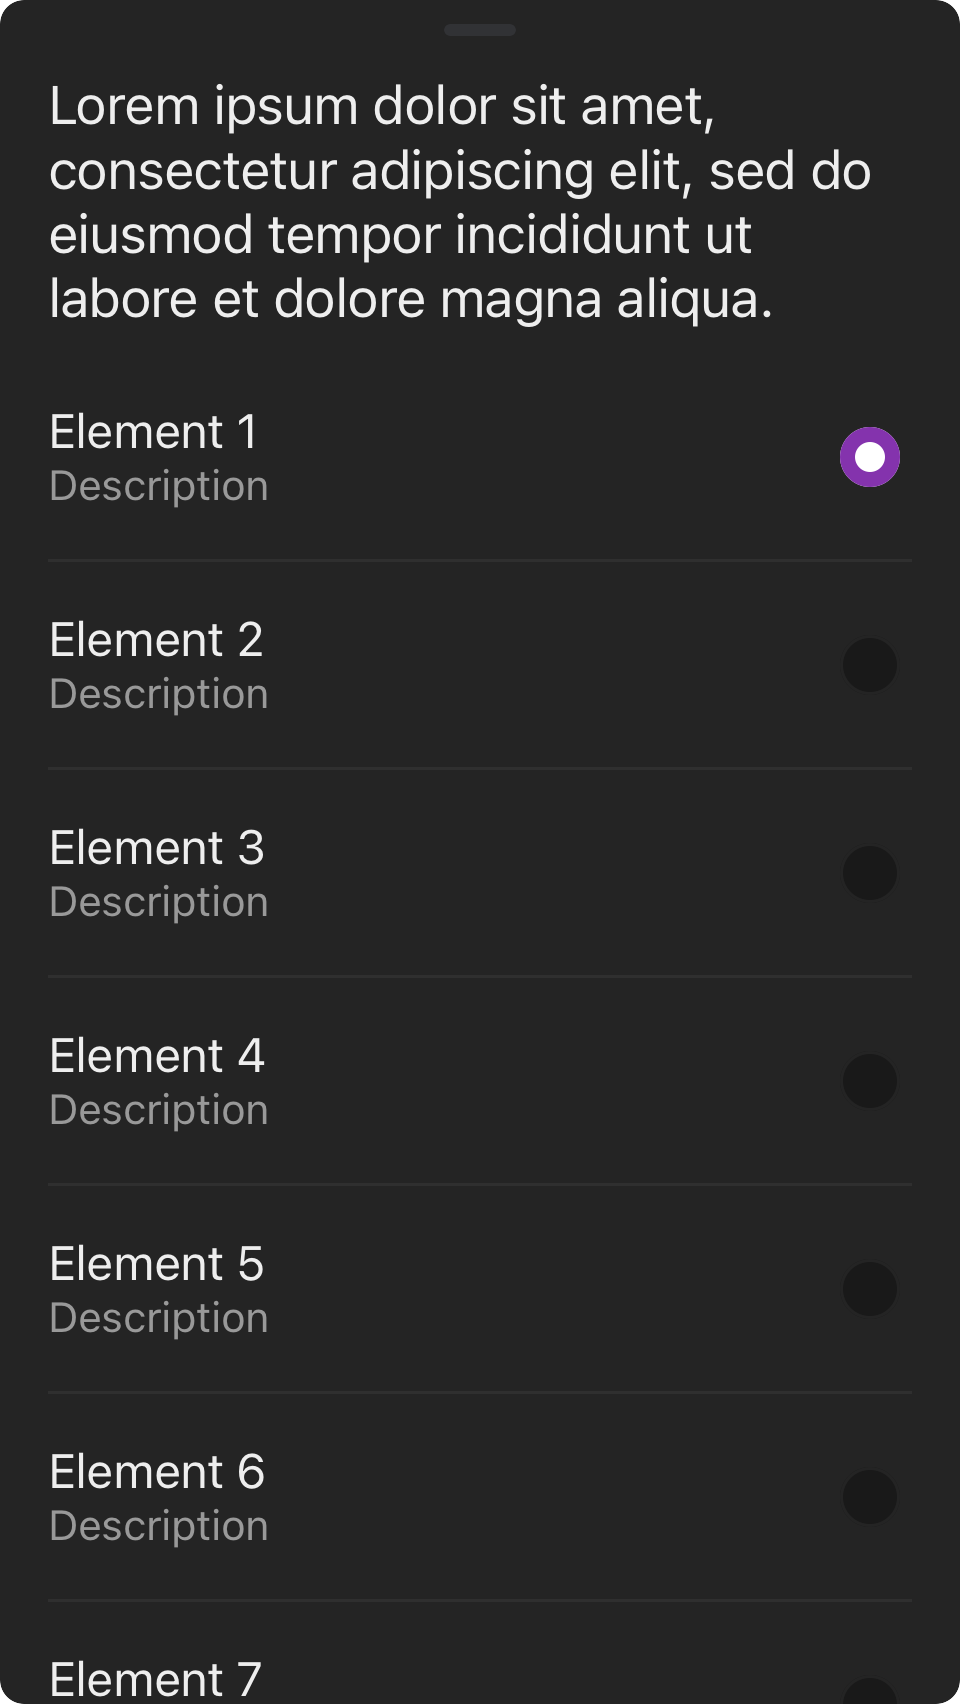 Lorem ipsum dolor sit amet,
consectetur adipiscing elit, sed do
eiusmod tempor incididunt ut
labore et dolore magna aliqua.
Element 1
Description
Element 2
Description
Element 3
Description
Element 4
Description
Element 5
Description
Element 6
Description
Element 7